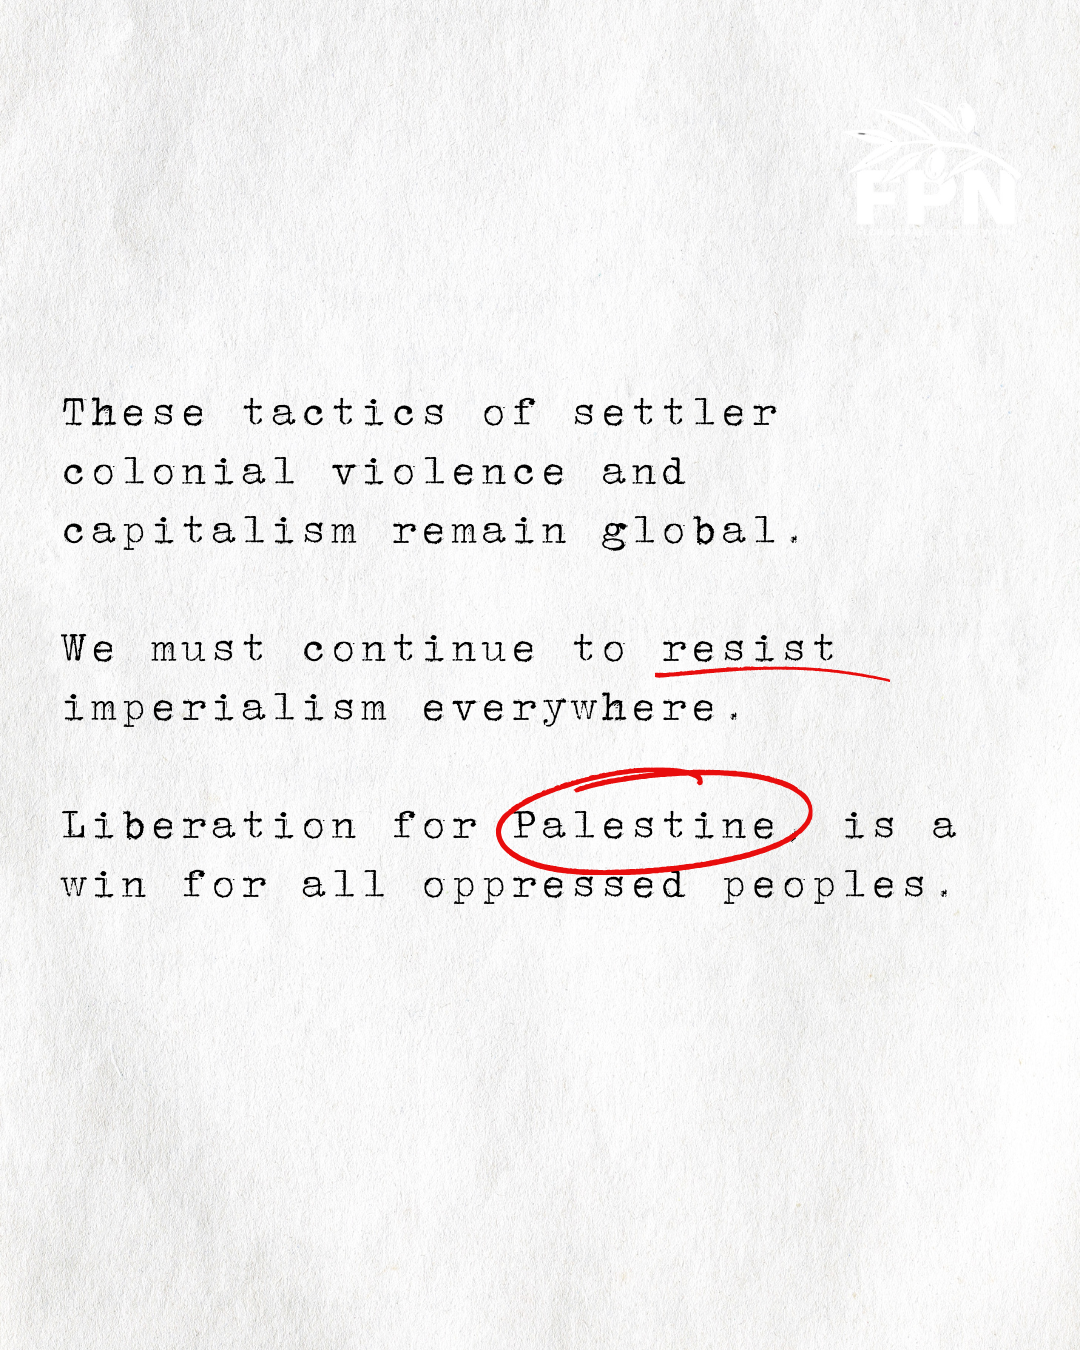 FPN
These tactics of settler
colonial violence and
capitalism remain global.
We must continue to resist
imperialism everywhere.
Liberation for Palestine, is a
win for all oppressed peoples.